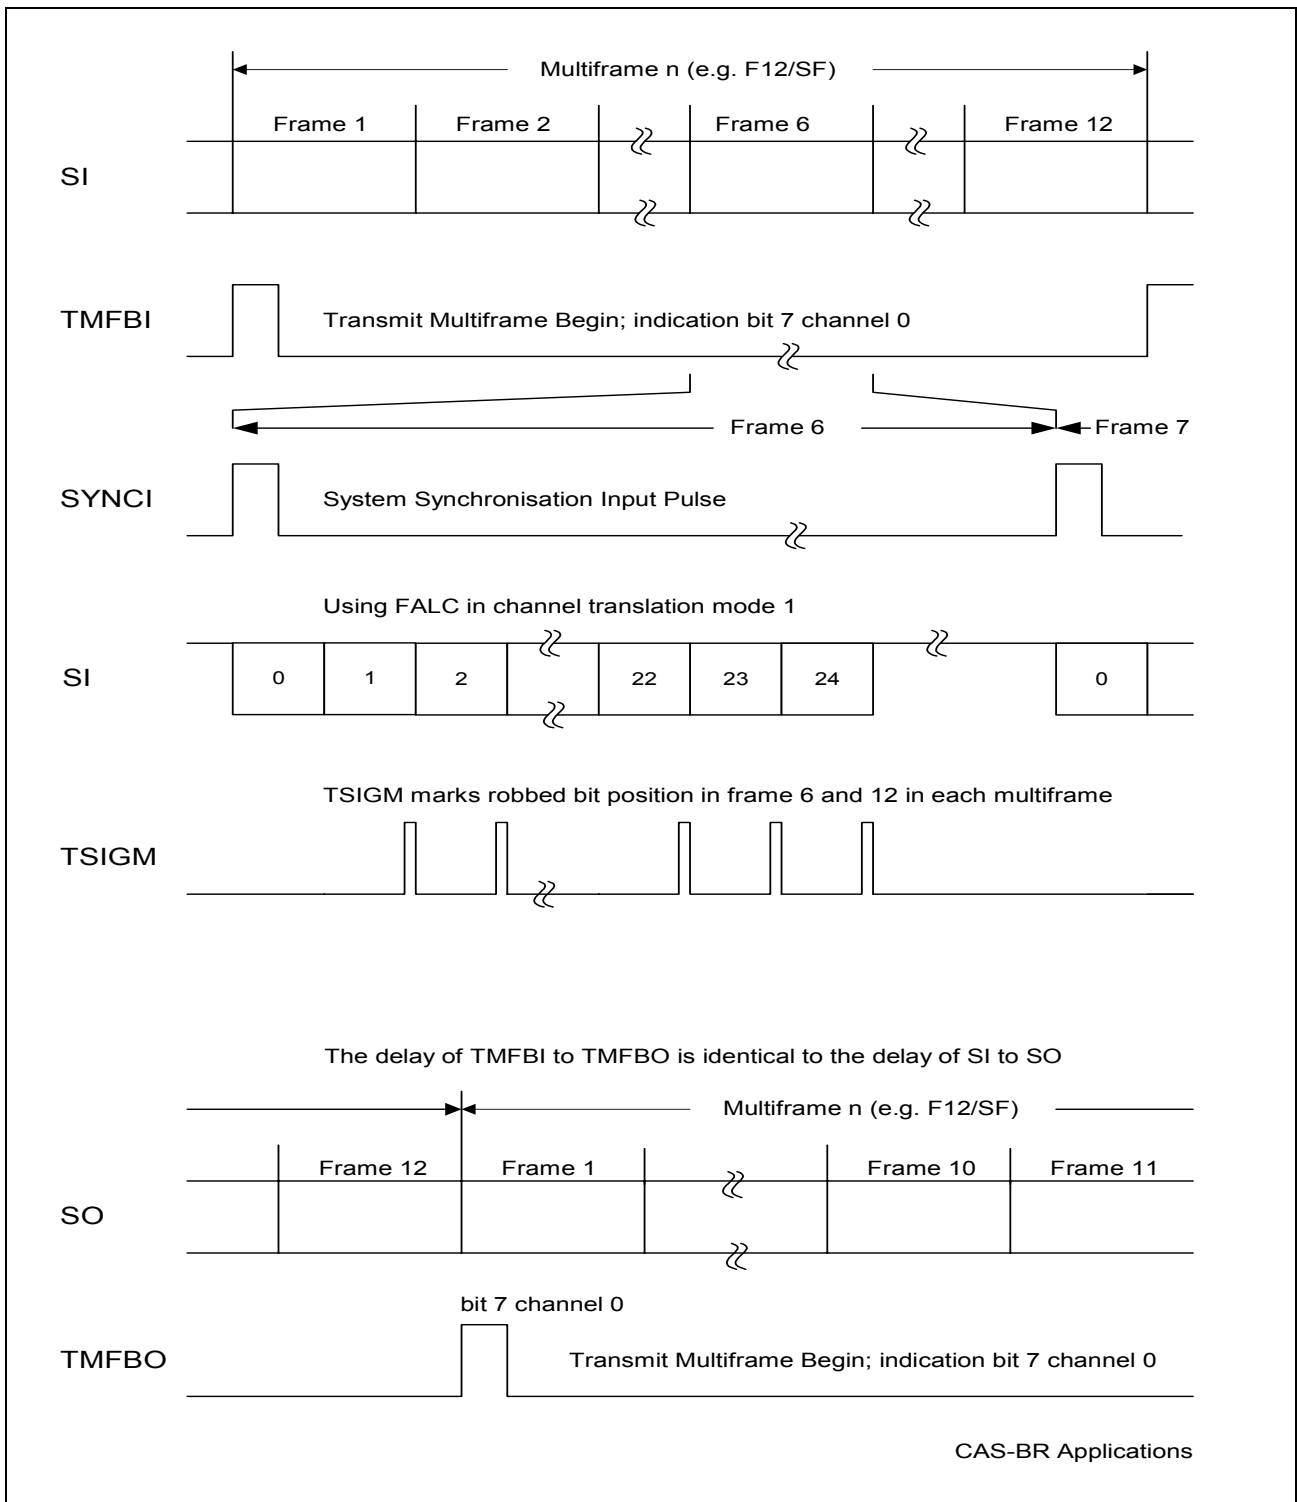 Multiframe n (e.g. F12/SF)
Frame 1 Frame 2 Frame 6 Frame 12
SI
TMFBI Transmit Multiframe Begin; indication bit 7 channel 0
Frame 6 Frame 7
SYNCI System Synchronisation Input Pulse
Using FALC in channel translation mode 1
SI 0 1 2 22 23 24 0
TSIGM marks robbed bit position in frame 6 and 12 in each multiframe
TSIGM
The delay of TMFBI to TMFBO is identical to the delay of SI to SO
Multiframe n (e.g. F12/SF)
Frame 12 Frame 1 Frame 10 Frame 11
SO
bit 7 channel 0
TMFBO Transmit Multiframe Begin; indication bit 7 channel 0
CAS-BR Applications